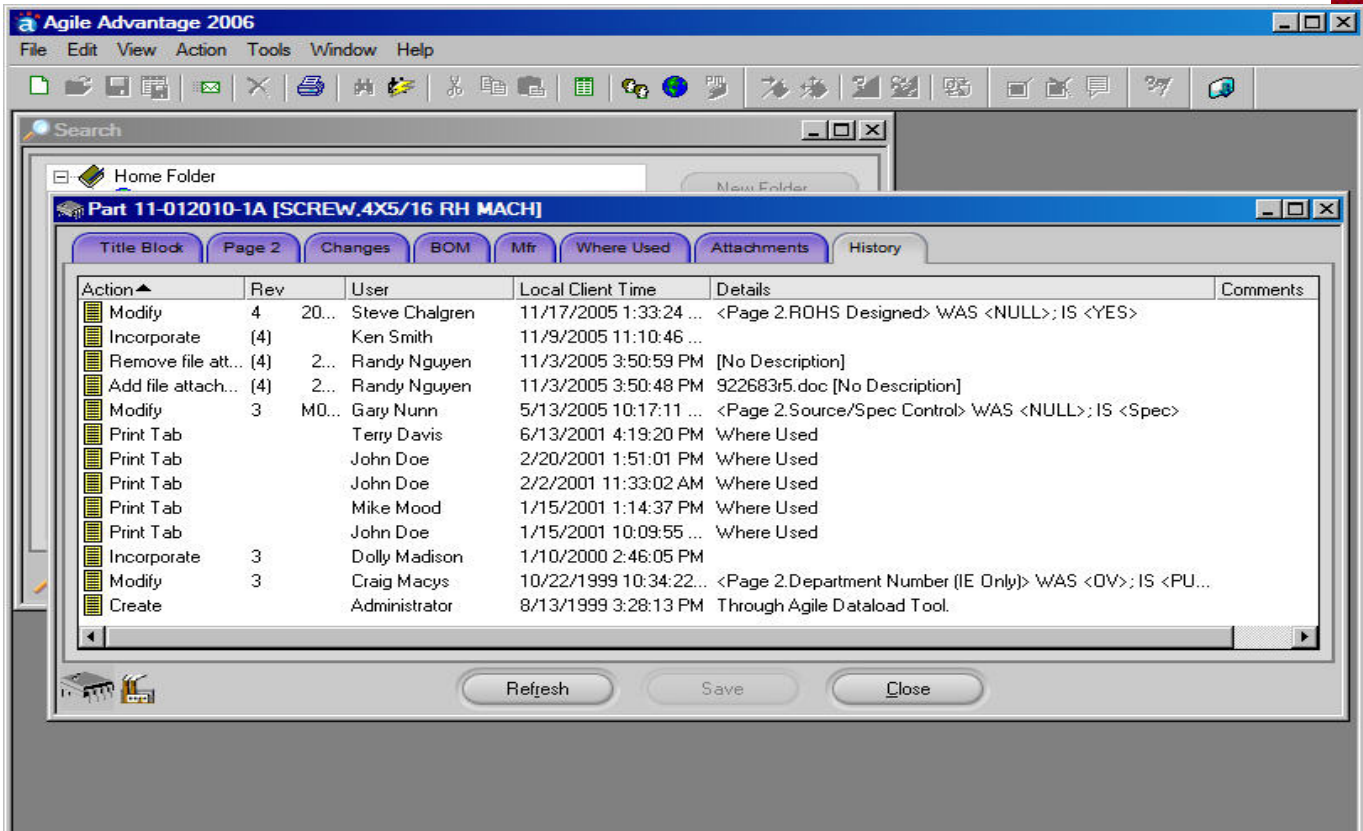 Agile Advantage 2006
File Edit View Action Tools Window Help
Search
Home Folder
New Folder
Part 11-012010-1A [SCREW,4X5/16 RH MACH]
Title Block Page 2 Changes BOM Mfr Where Used Attachments History
Action Rev User Local Client Time Details Comments
Modify 4 20... Steve Chalgren 11/17/2005 1:33:24 ... <Page 2.ROHS Designed> WAS <NULL>; IS <YES>
Incorporate (4) Ken Smith 11/9/2005 11:10:46 ...
Remove file att... (4) 2... Randy Nguyen 11/3/2005 3:50:59 PM [No Description]
Add file attach... (4) 2... Randy Nguyen 11/3/2005 3:50:48 PM 922683r5.doc [No Description]
Modify 3 M0... Gary Nunn 5/13/2005 10:17:11 ... <Page 2.Source/Spec Control> WAS <NULL>; IS <Spec>
Print Tab Terry Davis 6/13/2001 4:19:20 PM Where Used
Print Tab John Doe 2/20/2001 1:51:01 PM Where Used
Print Tab John Doe 2/2/2001 11:33:02 AM Where Used
Print Tab Mike Mood 1/15/2001 1:14:37 PM Where Used
Print Tab John Doe 1/15/2001 10:09:55 ... Where Used
Incorporate 3 Dolly Madison 1/10/2000 2:46:05 PM
Modify 3 Craig Macys 10/22/1999 10:34:22... <Page 2.Department Number (IE Only)> WAS <OV>; IS <PU...
Create Administrator 8/13/1999 3:28:13 PM Through Agile Dataload Tool.
Refresh Save Close